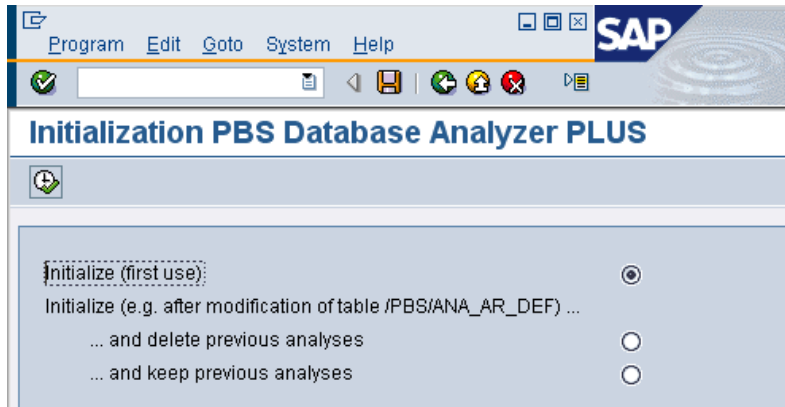 Program Edit Goto System Help
SAP
Initialization PBS Database Analyzer PLUS
Initialize (first use)
Initialize (e.g. after modification of table /PBS/ANA_AR_DEF) ...
... and delete previous analyses
... and keep previous analyses